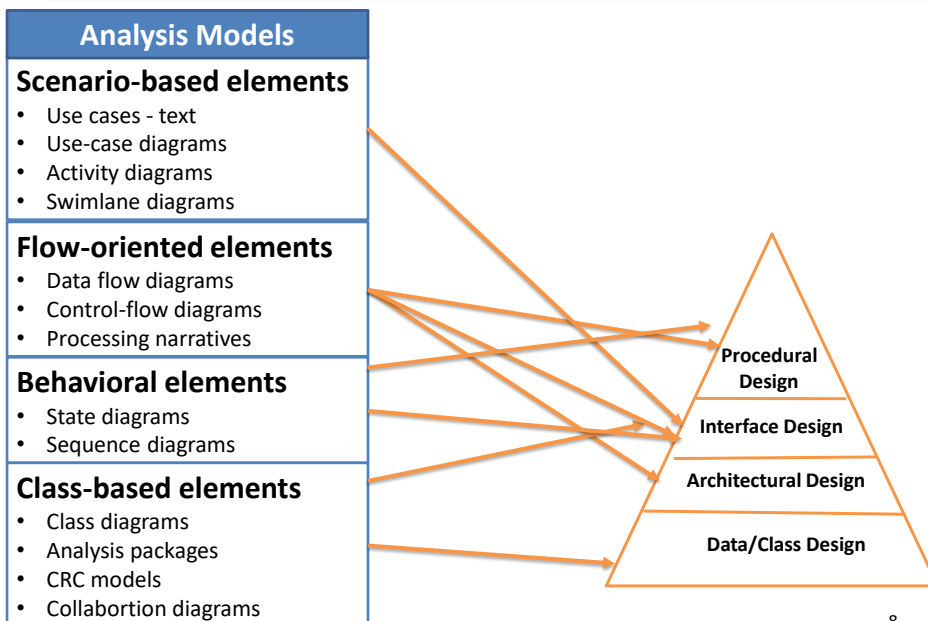 Analysis Models
Scenario-based elements
• Use cases - text
• Use-case diagrams
• Activity diagrams
• Swimlane diagrams
Flow-oriented elements
• Data flow diagrams
• Control-flow diagrams
• Processing narratives
Behavioral elements
• State diagrams
• Sequence diagrams
Class-based elements
• Class diagrams
• Analysis packages
• CRC models
• Collabortion diagrams
Procedural
Design
Interface Design
Architectural Design
Data/Class Design